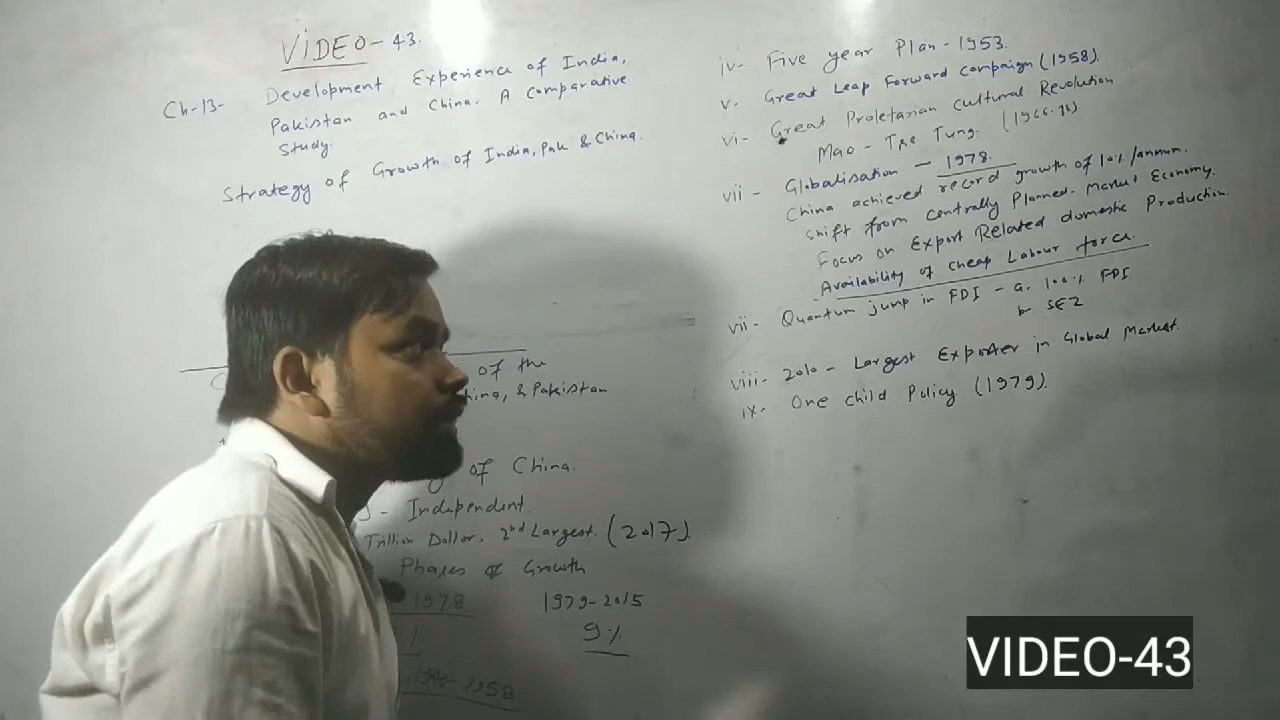 VIDEO - 43.
Ch-13- Development Experience of India,
Pakistan and China. A Comparative
Study.
Strategy of Growth of India, Pak & China.
of the
China, & Pakistan
of China.
- Independent.
Trillion Dollar, 2nd Largest. (2017).
Phases of Growth
1978 1979-2015
9%
1958
iv- Five year Plan - 1953.
v. Great Leap Forward Campaign (1958).
vi- Great Proletarian Cultural Revolution
Mao - Tse Tung. (1966-76)
vii - Globalisation - 1978.
China achieved record growth of 10% /annum.
Shift from centrally Planned - Market Economy.
Focus on Export Related domestic Production.
Availability of cheap Labour force.
vii- Quantum jump in FDI - a. 100% FDI
b- SEZ
viii- 2010 - Largest Exporter in Global Market.
ix- One child Policy (1979).
VIDEO-43